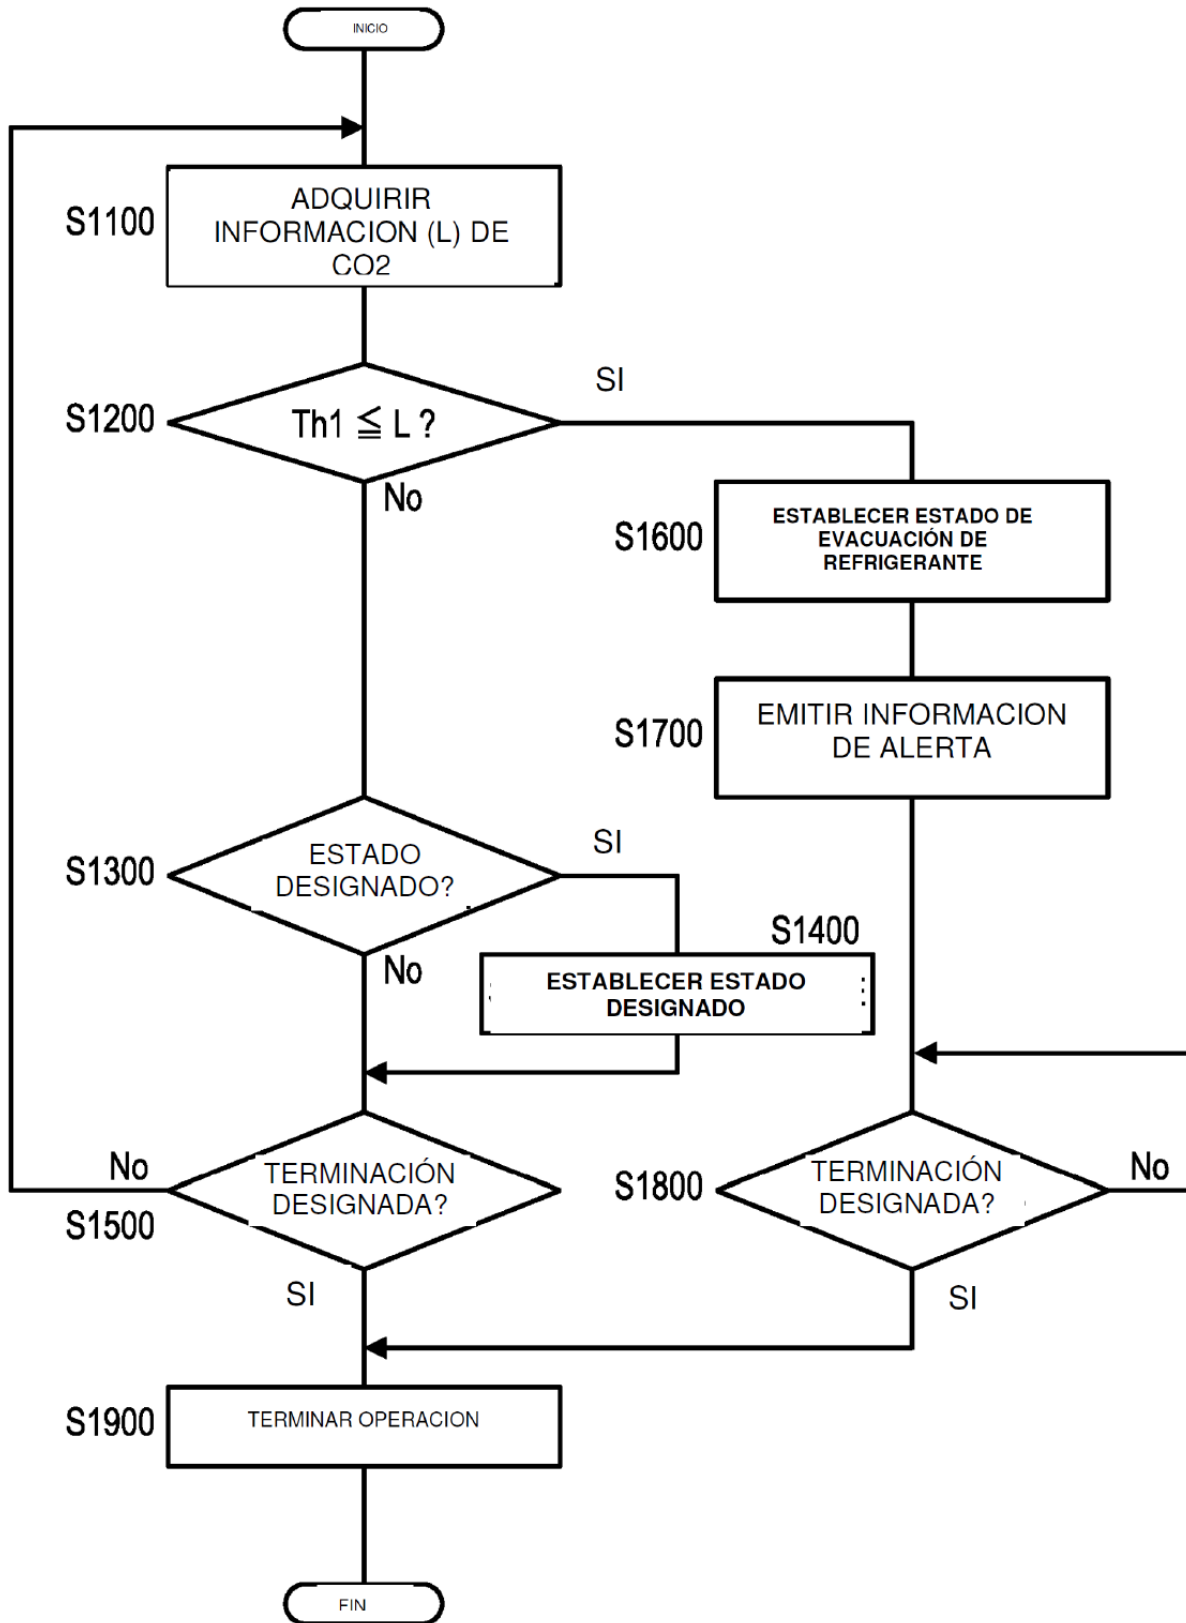 INICIO
S1100
ADQUIRIR
INFORMACION (L) DE
CO2
S1200
Th1 ≦ L ?
SI
No
S1600
ESTABLECER ESTADO DE
EVACUACIÓN DE
REFRIGERANTE
S1700
EMITIR INFORMACION
DE ALERTA
S1300
ESTADO
DESIGNADO?
SI
No
S1400
ESTABLECER ESTADO
DESIGNADO
No
S1500
TERMINACIÓN
DESIGNADA?
SI
S1800
TERMINACIÓN
DESIGNADA?
No
SI
S1900
TERMINAR OPERACION
FIN